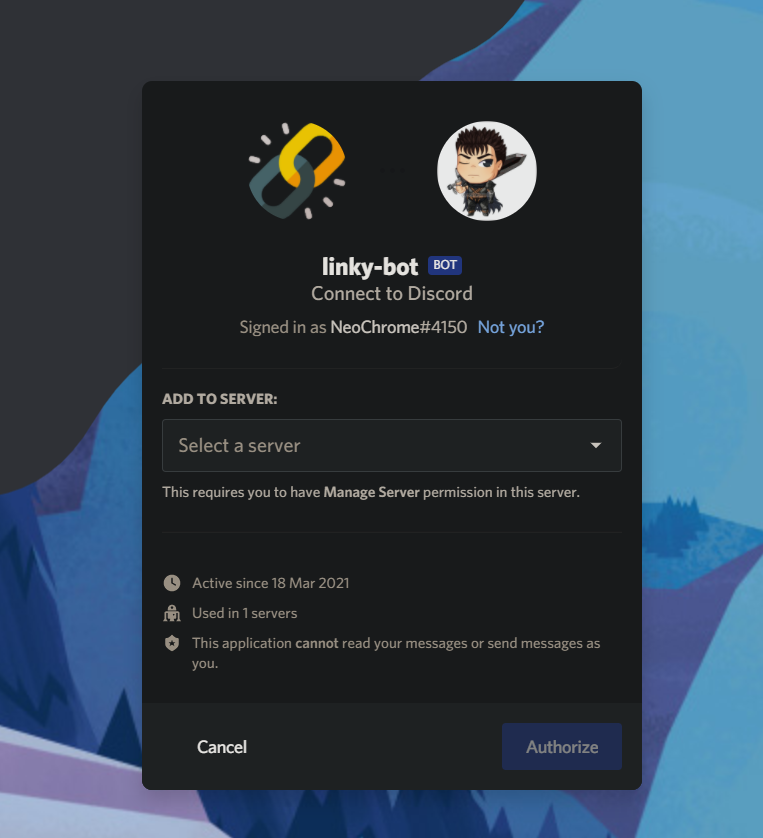 linky-bot BOT
Connect to Discord
Signed in as NeoChrome#4150 Not you?
ADD TO SERVER:
Select a server
This requires you to have Manage Server permission in this server.
Active since 18 Mar 2021
Used in 1 servers
This application cannot read your messages or send messages as
you.
Cancel Authorize